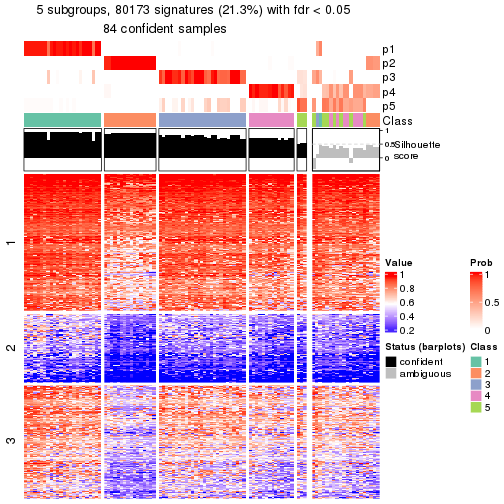 5 subgroups, 80173 signatures (21.3%) with fdr < 0.05
84 confident samples
p1
p2
p3
p4
p5
Class
1
0.5
0
Silhouette
score
1
2
3
Value
1
0.8
0.6
0.4
0.2
Prob
1
0.5
0
Status (barplots)
confident
ambiguous
Class
1
2
3
4
5